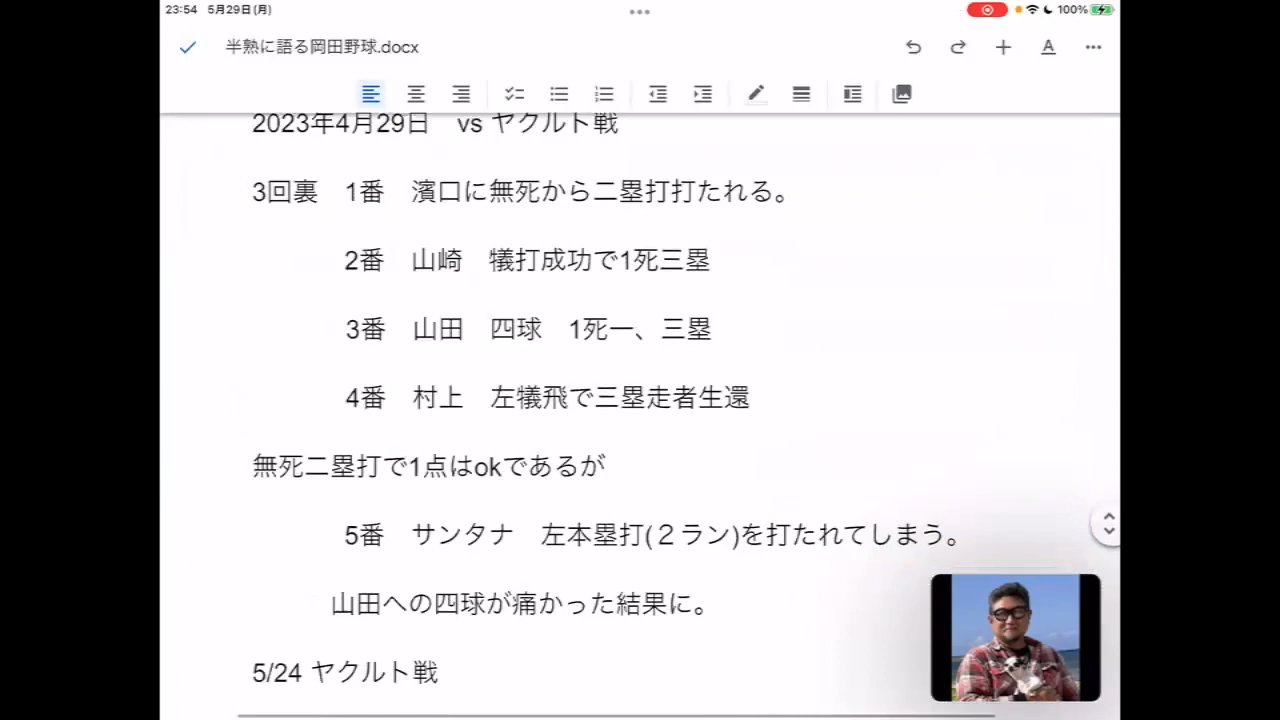 23:54 5月29日(月)
100%
半熟に語る岡田野球.docx
2023年4月29日　vs ヤクルト戦
3回裏　1番　濱口に無死から二塁打打たれる。
2番　山崎　犠打成功で1死三塁
3番　山田　四球　1死一、三塁
4番　村上　左犠飛で三塁走者生還
無死二塁打で1点はokであるが
5番　サンタナ　左本塁打(２ラン)を打たれてしまう。
山田への四球が痛かった結果に。
5/24 ヤクルト戦